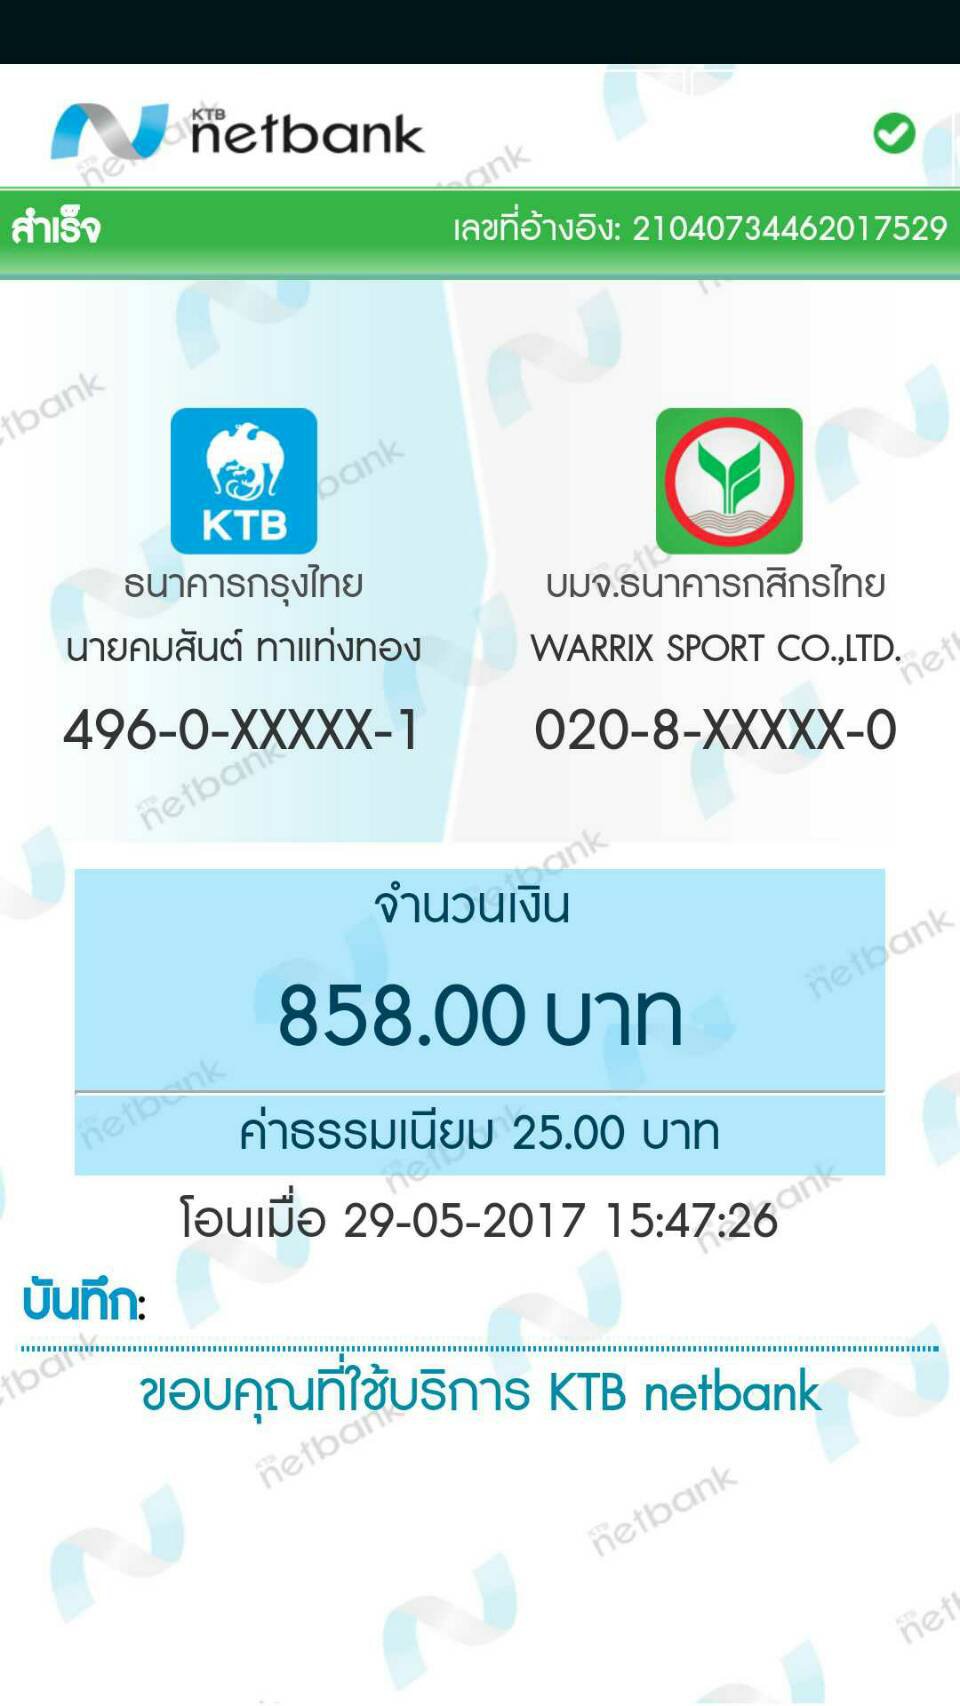 KTB
netbank
สำเร็จ
เลขที่อ้างอิง: 21040734462017529
KTB
ธนาคารกรุงไทย
นายคมสันต์ ทาแท่งทอง
496-0-XXXXX-1
บมจ.ธนาคารกสิกรไทย
WARRIX SPORT CO.,LTD.
020-8-XXXXX-0
จำนวนเงิน
858.00 บาท
ค่าธรรมเนียม 25.00 บาท
โอนเมื่อ 29-05-2017 15:47:26
บันทึก:
ขอบคุณที่ใช้บริการ KTB netbank